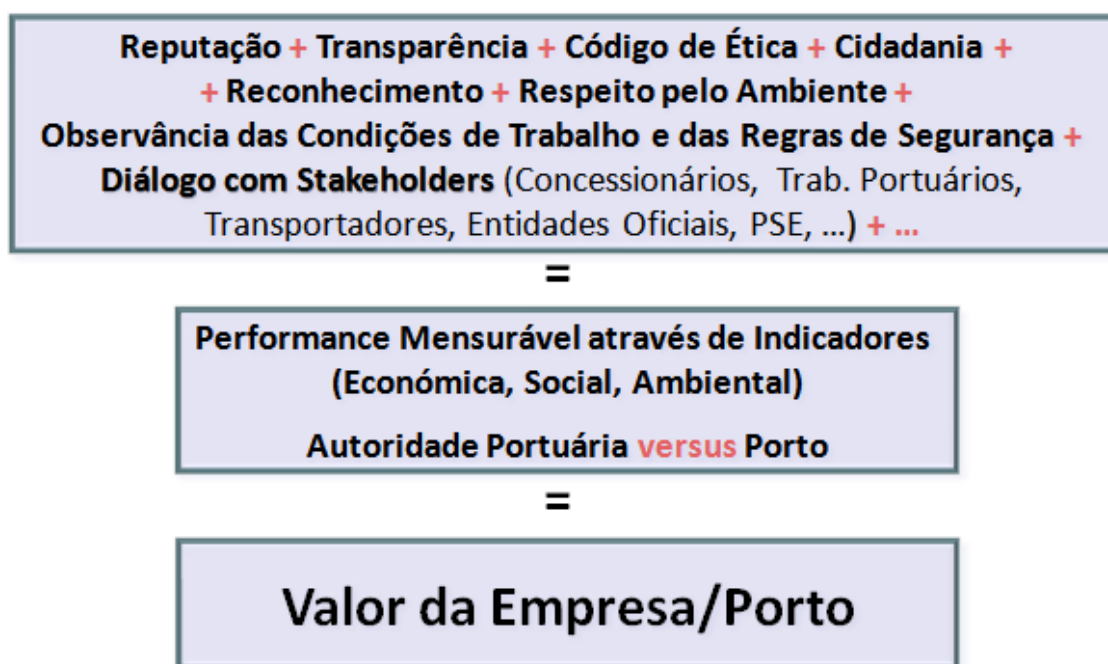 Reputação + Transparência + Código de Ética + Cidadania +
+ Reconhecimento + Respeito pelo Ambiente +
Observância das Condições de Trabalho e das Regras de Segurança +
Diálogo com Stakeholders (Concessionários, Trab. Portuários,
Transportadores, Entidades Oficiais, PSE, ...) + ...
=
Performance Mensurável através de Indicadores
(Económica, Social, Ambiental)
Autoridade Portuária versus Porto
=
Valor da Empresa/Porto